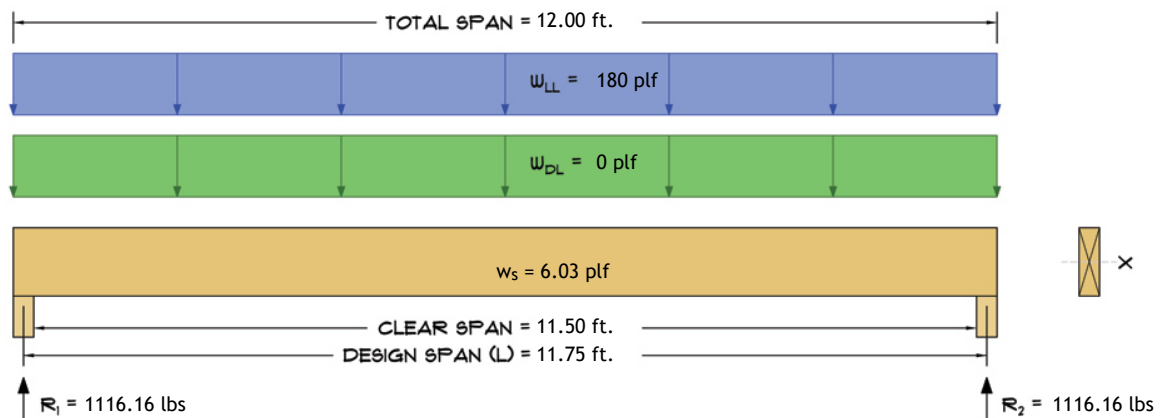 TOTAL SPAN = 12.00 ft.
wLL = 180 plf
wDL = 0 plf
ws = 6.03 plf
X
CLEAR SPAN = 11.50 ft.
DESIGN SPAN (L) = 11.75 ft.
R1 = 1116.16 lbs
R2 = 1116.16 lbs